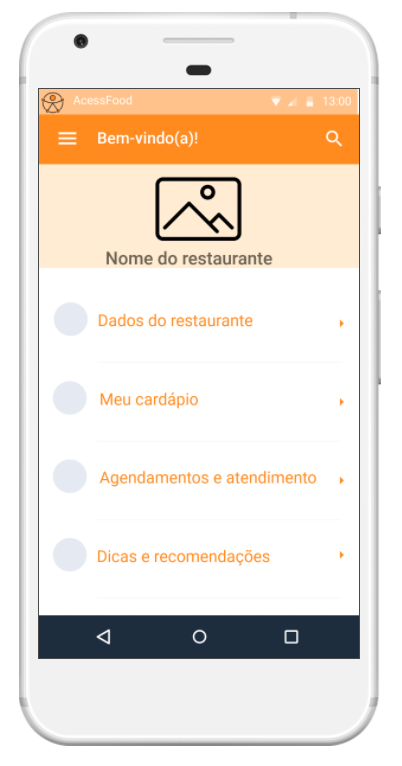 AcessFood 13:00
Bem-vindo(a)!
Nome do restaurante
Dados do restaurante
Meu cardápio
Agendamentos e atendimento
Dicas e recomendações